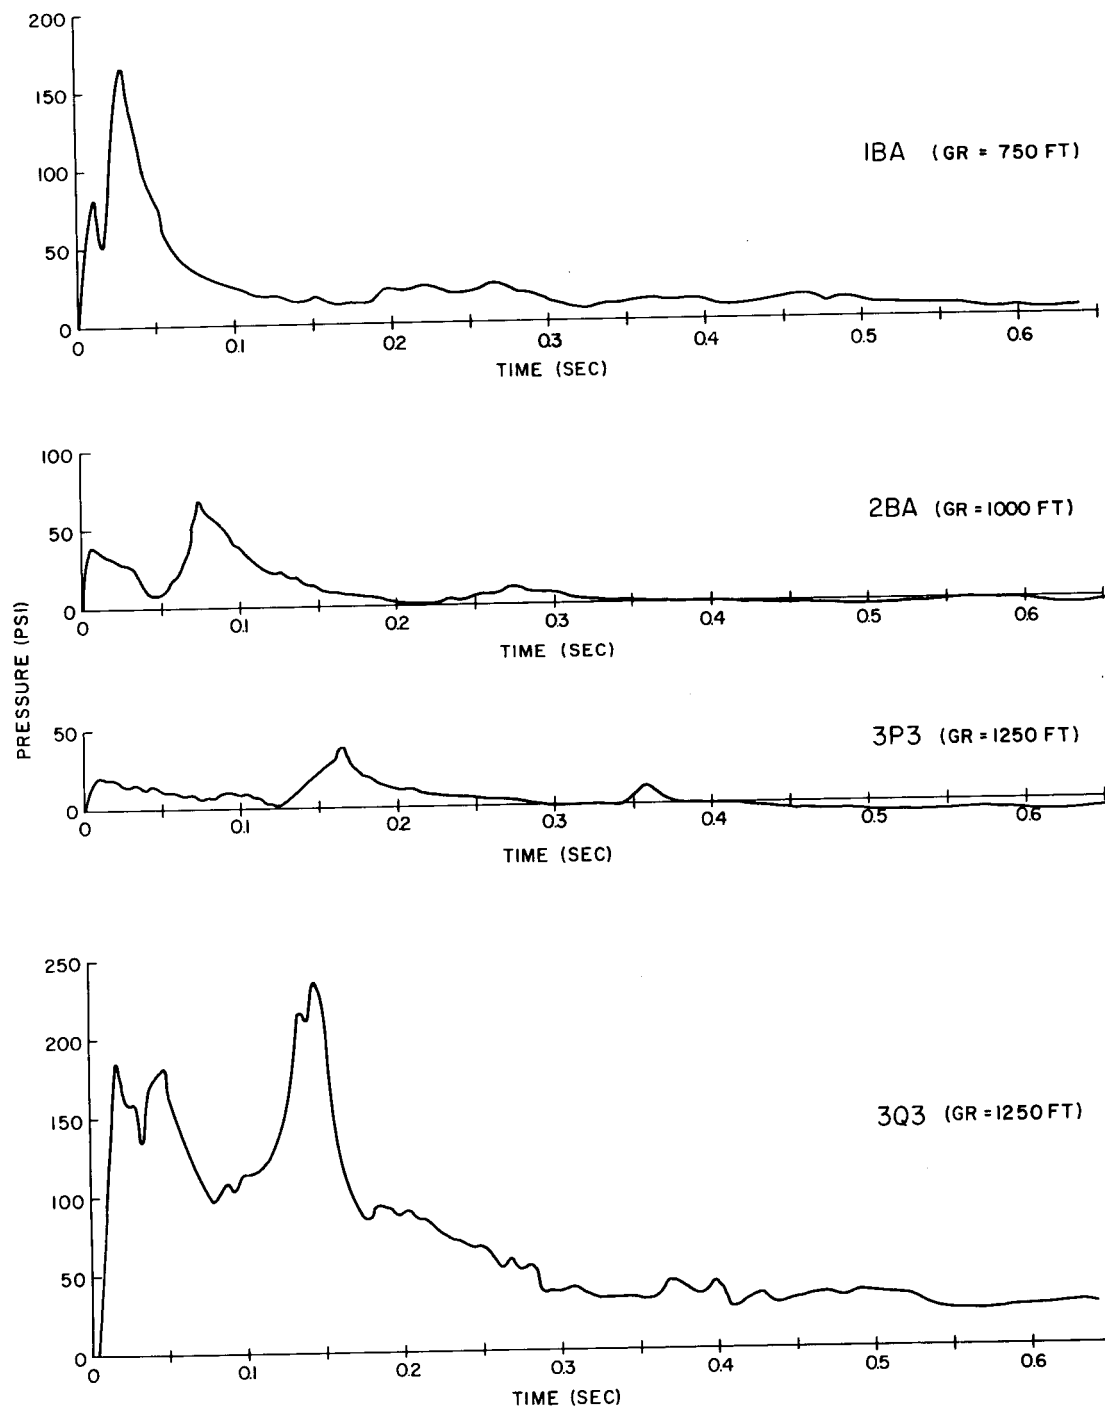 200
150
100
50
0
1BA (GR = 750 FT)
0 0.1 0.2 0.3 0.4 0.5 0.6
TIME (SEC)
PRESSURE (PSI)
100
50
0
2BA (GR = 1000 FT)
0 0.1 0.2 0.3 0.4 0.5 0.6
TIME (SEC)
50
0
3P3 (GR = 1250 FT)
0 0.1 0.2 0.3 0.4 0.5 0.6
TIME (SEC)
250
200
150
100
50
0
3Q3 (GR = 1250 FT)
0 0.1 0.2 0.3 0.4 0.5 0.6
TIME (SEC)